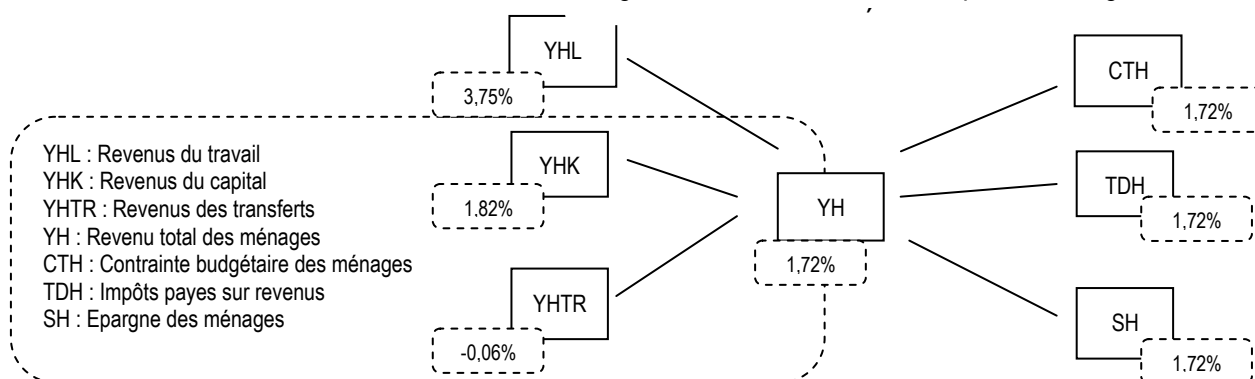 YHL
3,75%
YHL : Revenus du travail
YHK : Revenus du capital
YHTR : Revenus des transferts
YH : Revenu total des ménages
CTH : Contrainte budgétaire des ménages
TDH : Impôts payes sur revenus
SH : Epargne des ménages
YHK
1,82%
YHTR
-0,06%
YH
1,72%
CTH
1,72%
TDH
1,72%
SH
1,72%